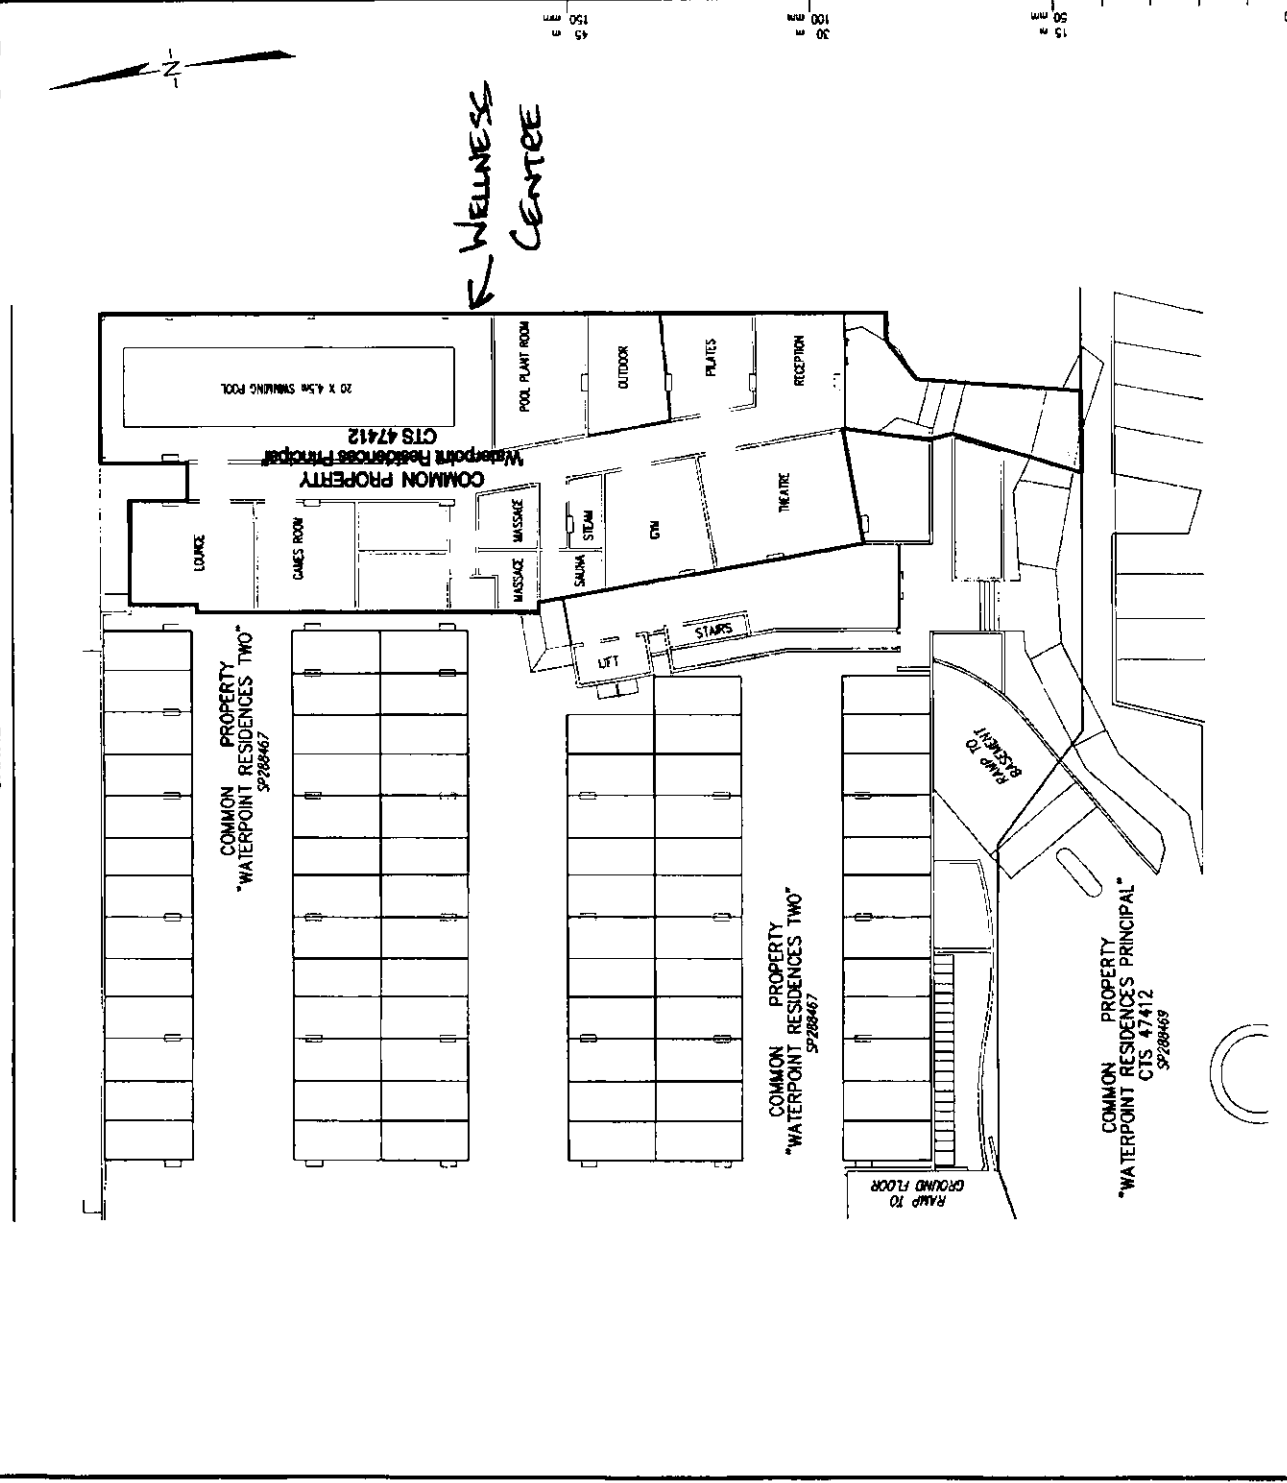 150 mm
45 m
100 mm
30 m
50 mm
15 m
N
WELLNESS
CENTRE
20 X 4.5m SWIMMING POOL
POOL PLANT ROOM
OUTDOOR
PILATES
RECEPTION
COMMON PROPERTY
Waterpoint Residences Principal"
CTS 47412
LOUNGE
GAMES ROOM
MASSAGE
MASSAGE
STEAM
SAUNA
GYM
THEATRE
LIFT
STAIRS
COMMON PROPERTY
"WATERPOINT RESIDENCES TWO"
SP288467
RAMP TO
BASEMENT
COMMON PROPERTY
"WATERPOINT RESIDENCES TWO"
SP288467
COMMON PROPERTY
"WATERPOINT RESIDENCES PRINCIPAL"
CTS 47412
SP288469
RAMP TO
GROUND FLOOR